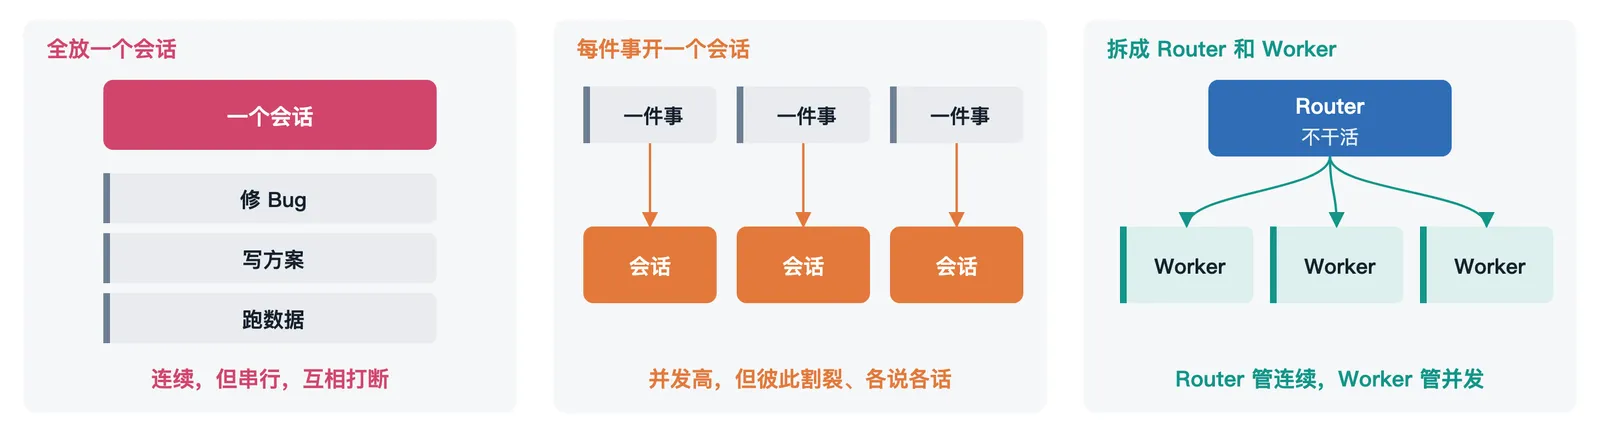 全放一个会话
一个会话
修 Bug
写方案
跑数据
连续，但串行，互相打断
每件事开一个会话
一件事
一件事
一件事
会话
会话
会话
并发高，但彼此割裂、各说各话
拆成 Router 和 Worker
Router
不干活
Worker
Worker
Worker
Router 管连续，Worker 管并发